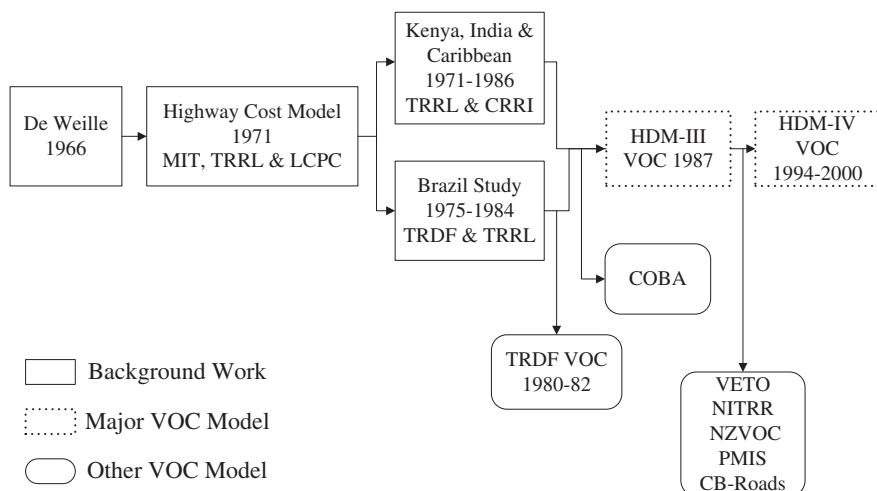 De Weille
1966
Highway Cost Model
1971
MIT, TRRL & LCPC
Kenya, India &
Caribbean
1971-1986
TRRL & CRRI
Brazil Study
1975-1984
TRDF & TRRL
HDM-III
VOC 1987
HDM-IV
VOC
1994-2000
COBA
TRDF VOC
1980-82
VETO
NITRR
NZVOC
PMIS
CB-Roads
Background Work
Major VOC Model
Other VOC Model